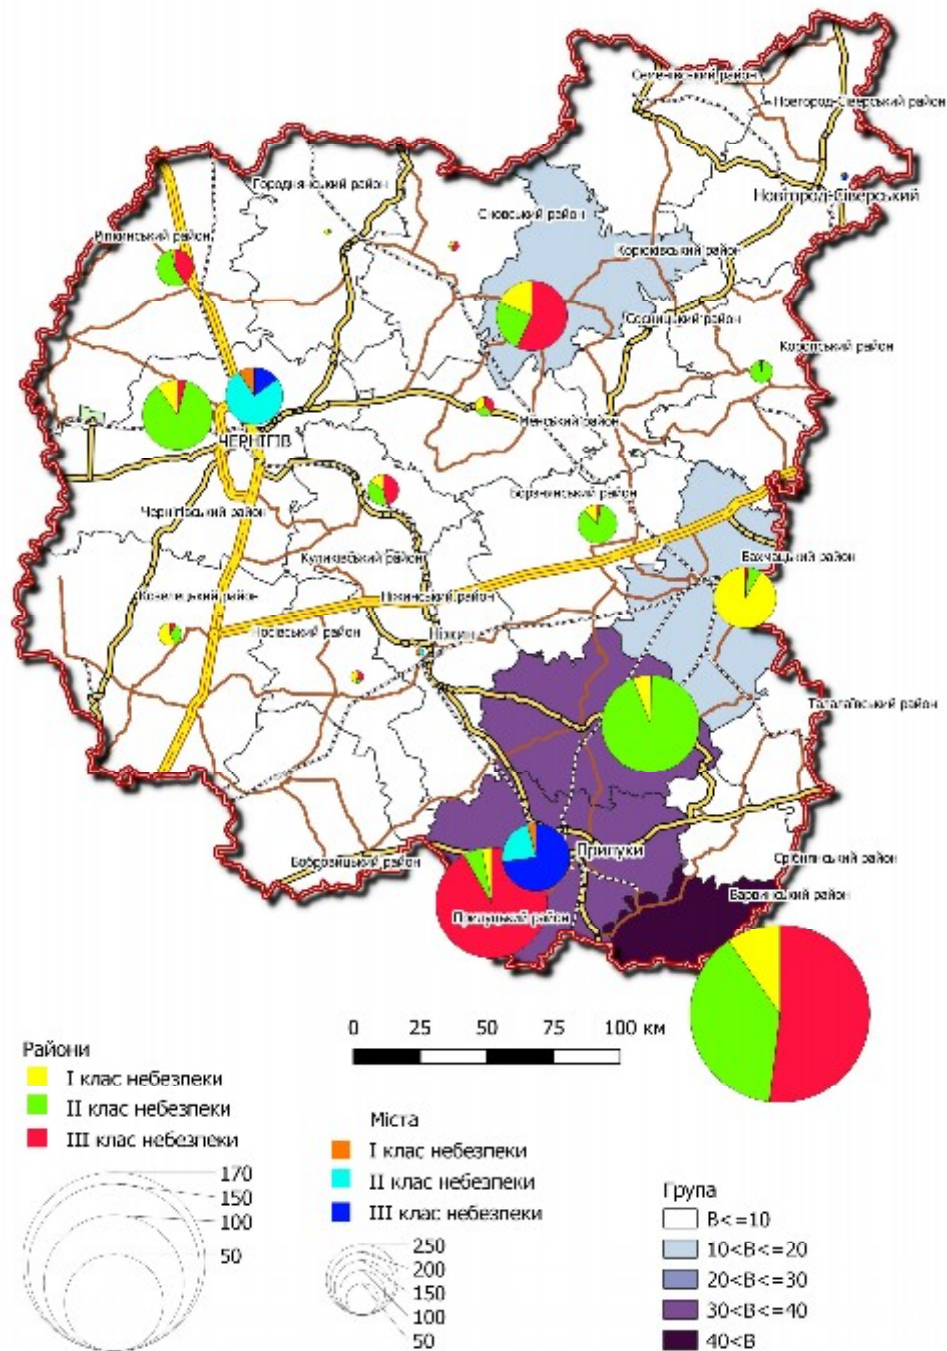 Семенівський район
Новгород-Сіверський район
Городнянський район
Новгород-Сіверський
Сновський район
Ріпкинський район
Корюківський район
Сосницький район
Коропський район
Менський район
ЧЕРНІГІВ
Борзнянський район
Чернігівський район
Бахмацький район
Куликівський район
Козелецький район
Ніжинський район
Носівський район
Ніжин
Талалаївський район
Прилуки
Срібнянський район
Бобровицький район
Варвинський район
Прилуцький район
0 25 50 75 100 км
Райони
I клас небезпеки
II клас небезпеки
III клас небезпеки
170
150
100
50
Міста
I клас небезпеки
II клас небезпеки
III клас небезпеки
250
200
150
100
50
Група
B<=10
10<B<=20
20<B<=30
30<B<=40
40<B